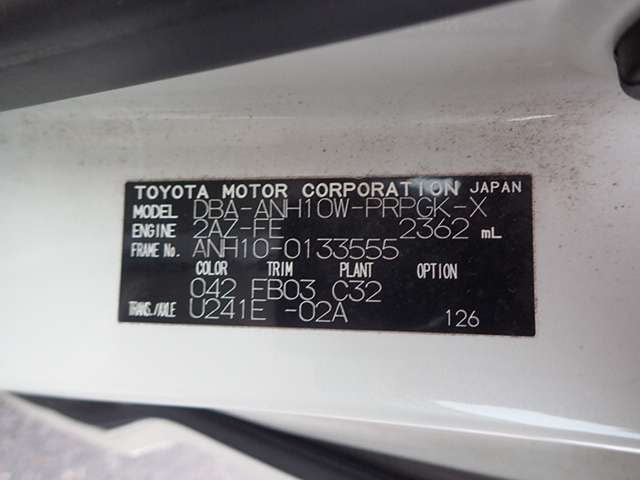 TOYOTA MOTOR CORPORATION JAPAN
MODEL DBA-ANH10W-PRPGK-X
ENGINE 2AZ-FE 2362 mL
FRAME No. ANH10-0133555
COLOR TRIM PLANT OPTION
042 FB03 C32
TRANS./AXLE U241E -02A 126